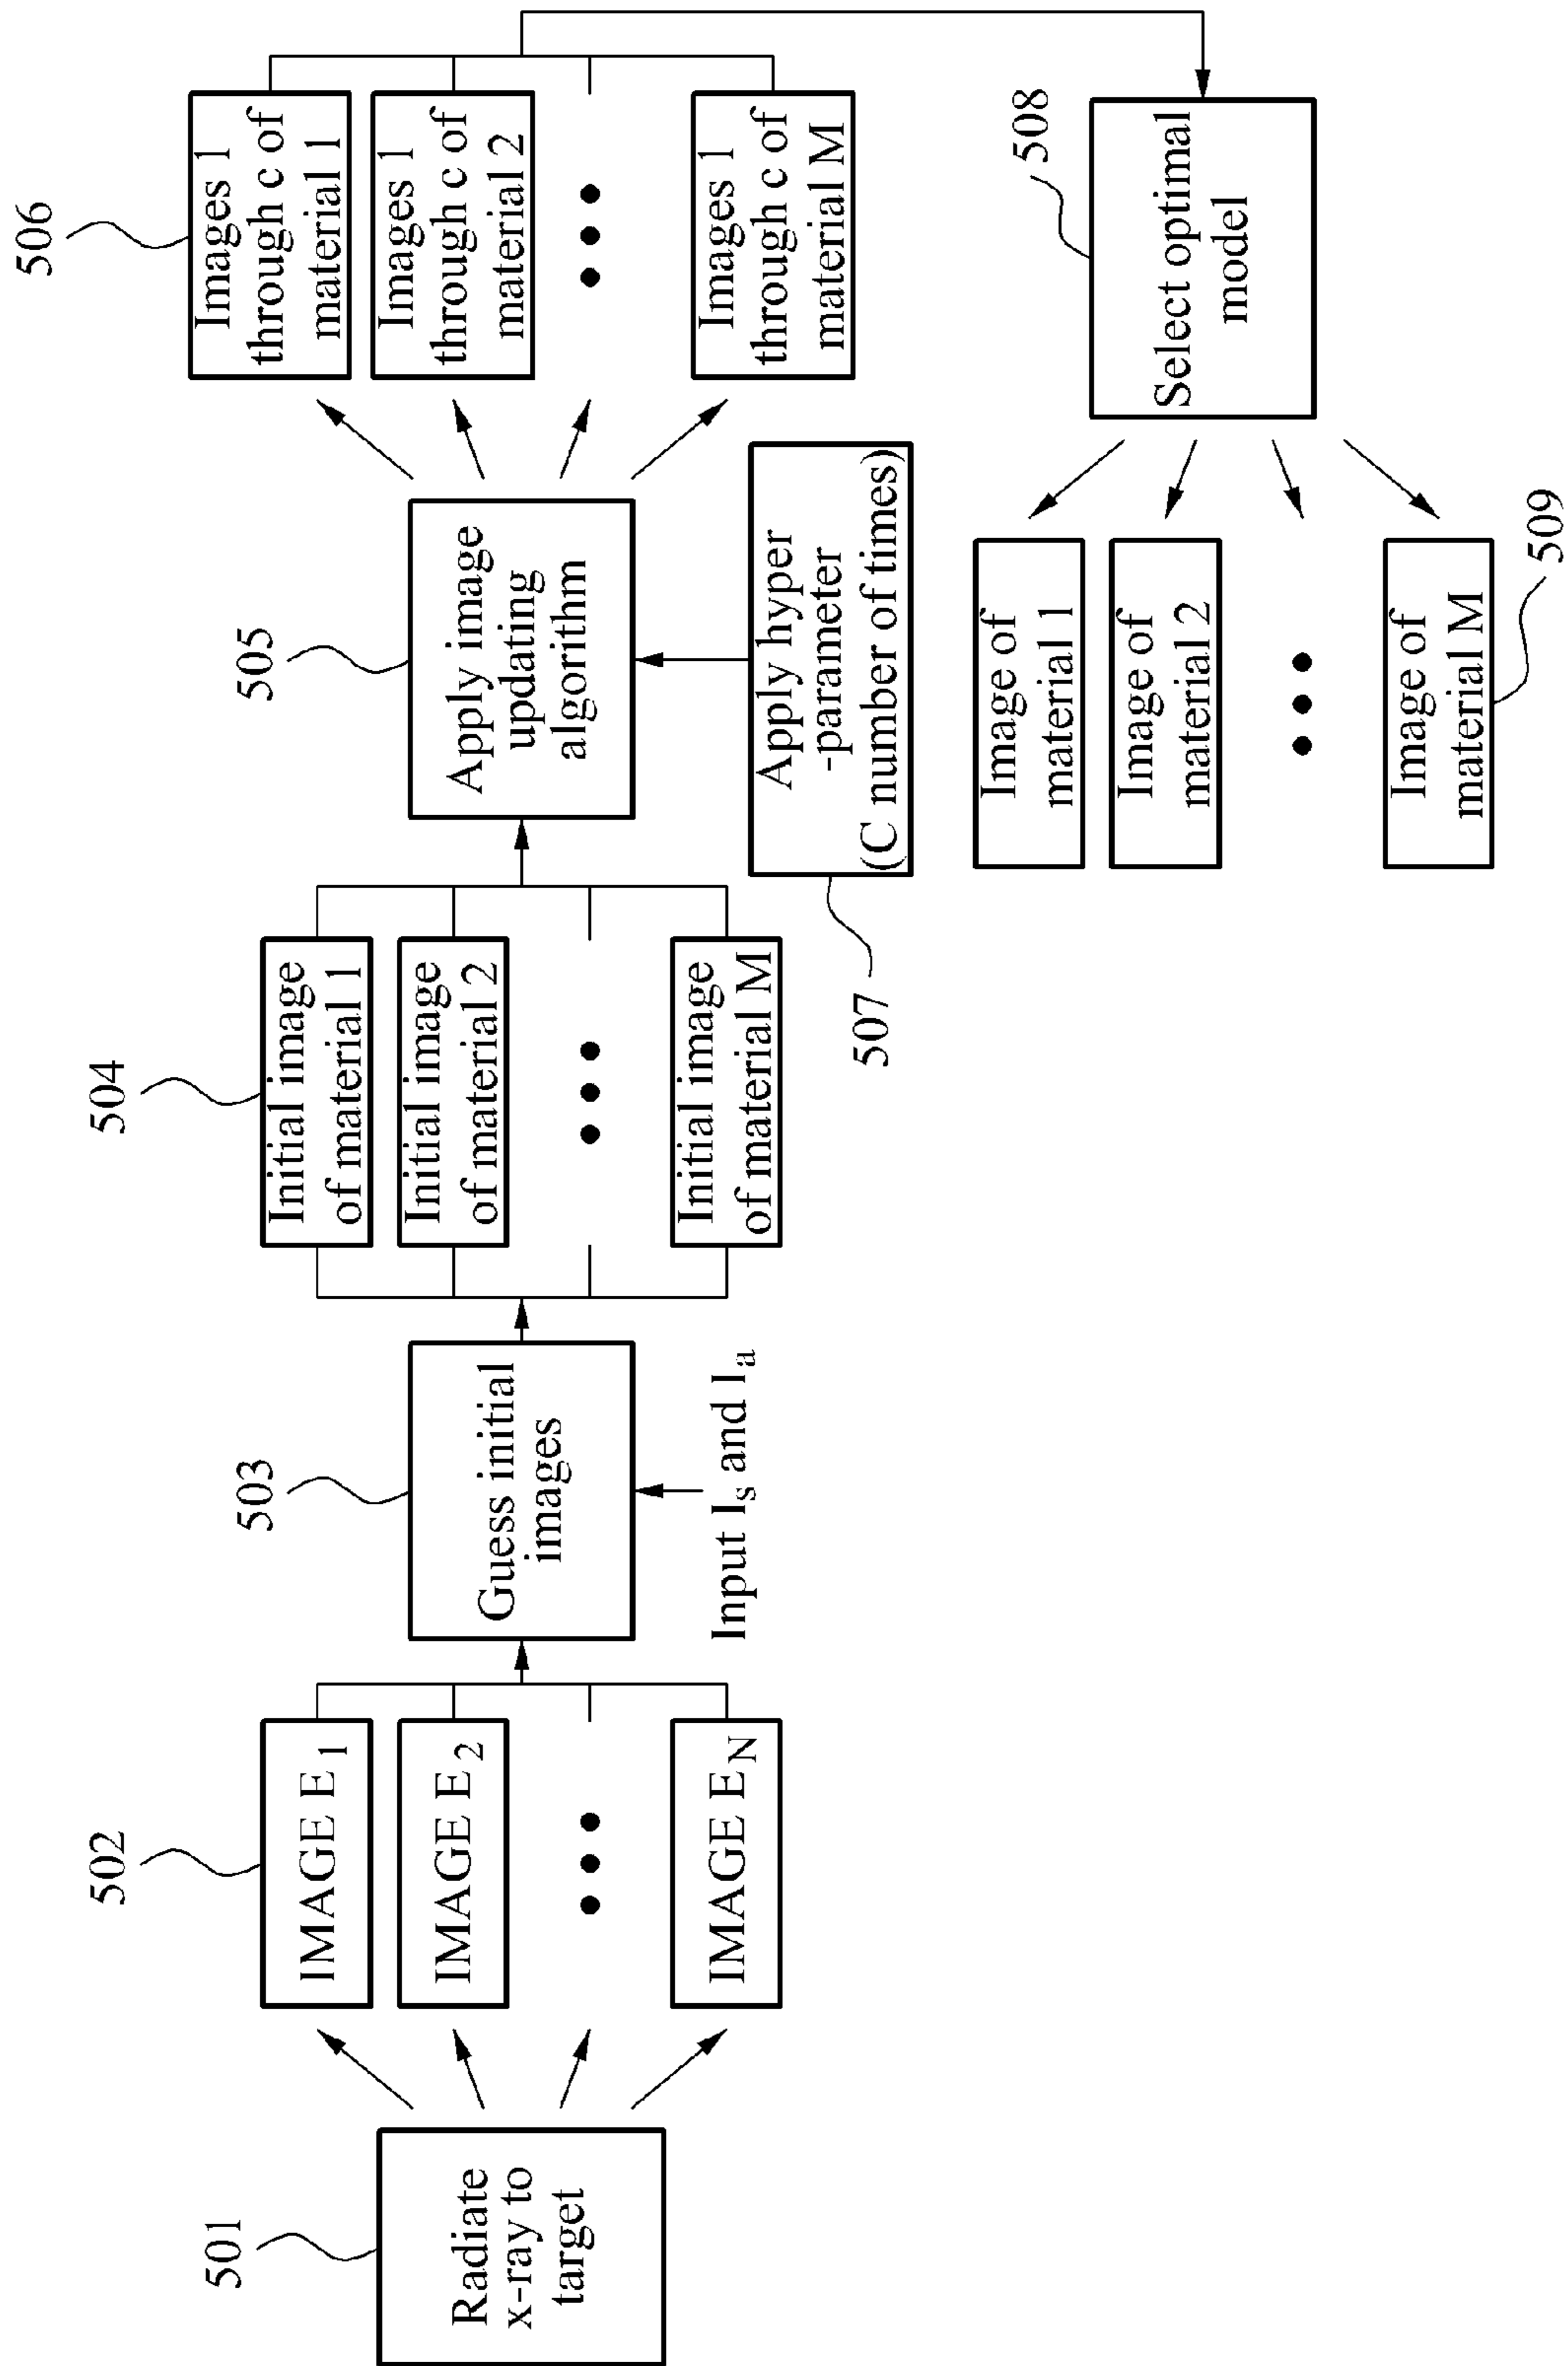 501
Radiate
x-ray to
target
502
IMAGE E1
IMAGE E2
IMAGE EN
503
Guess initial
images
Input Is and Ia
504
Initial image
of material 1
Initial image
of material 2
Initial image
of material M
505
Apply image
updating
algorithm
507
Apply hyper
-parameter
(C number of times)
506
Images 1
through c of
material 1
Images 1
through c of
material 2
Images 1
through c of
material M
508
Select optimal
model
Image of
material 1
Image of
material 2
Image of
material M
509